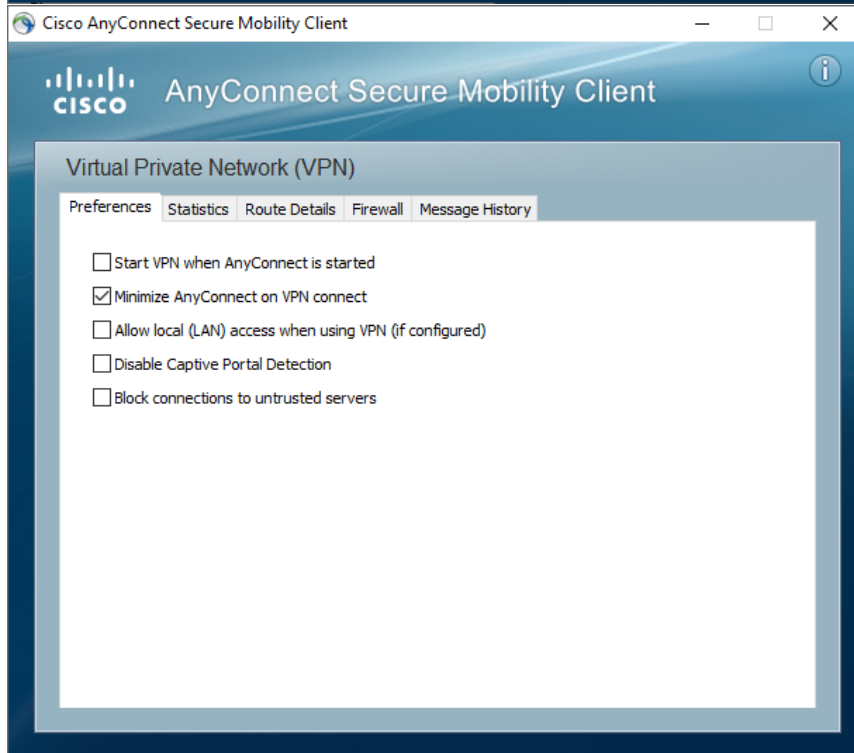 Cisco AnyConnect Secure Mobility Client
CISCO
AnyConnect Secure Mobility Client
Virtual Private Network (VPN)
Preferences Statistics Route Details Firewall Message History
Start VPN when AnyConnect is started
Minimize AnyConnect on VPN connect
Allow local (LAN) access when using VPN (if configured)
Disable Captive Portal Detection
Block connections to untrusted servers